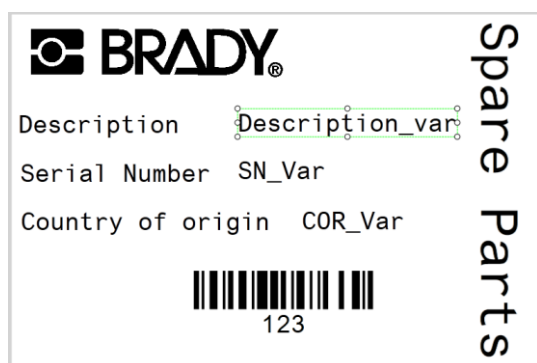 BRADY®
Description Description_var
Serial Number SN_Var
Country of origin COR_Var
123
Spare Parts